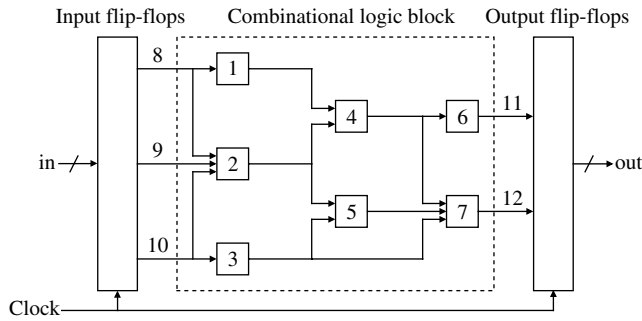 Input flip-flops
Combinational logic block
Output flip-flops
8
1
11
4
6
in
9
2
out
12
5
7
10
3
Clock